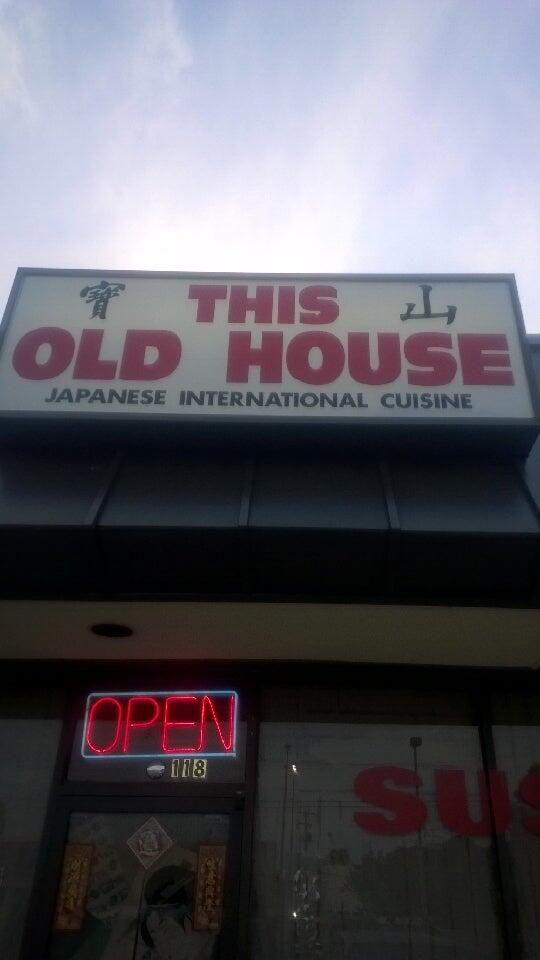 寶 THIS 山
OLD HOUSE
JAPANESE INTERNATIONAL CUISINE
OPEN
118
SUS